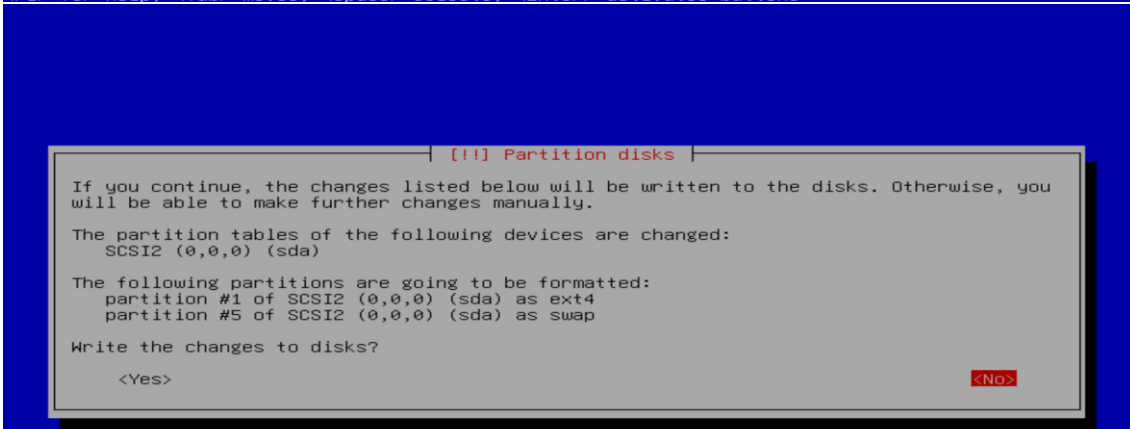 [!!] Partition disks
If you continue, the changes listed below will be written to the disks. Otherwise, you
will be able to make further changes manually.
The partition tables of the following devices are changed:
SCSI2 (0,0,0) (sda)
The following partitions are going to be formatted:
partition #1 of SCSI2 (0,0,0) (sda) as ext4
partition #5 of SCSI2 (0,0,0) (sda) as swap
Write the changes to disks?
<Yes> <No>